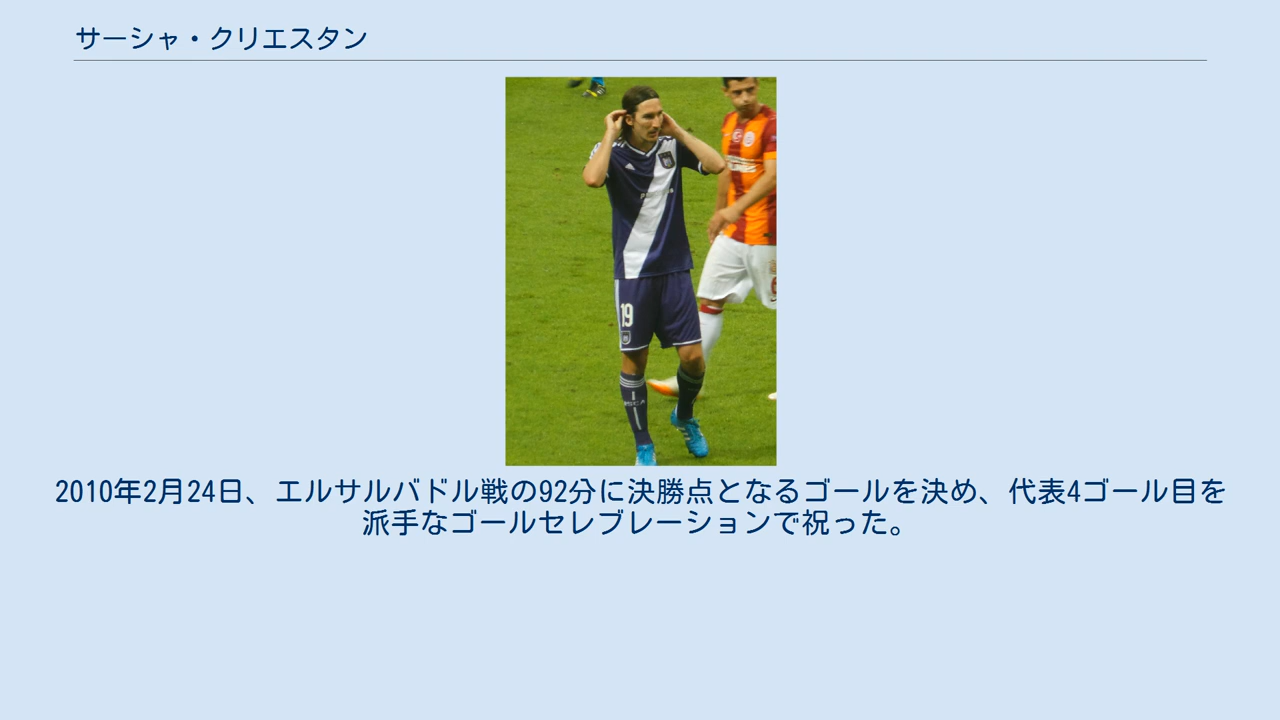 サーシャ・クリエスタン
19
2010年2月24日、エルサルバドル戦の92分に決勝点となるゴールを決め、代表4ゴール目を
派手なゴールセレブレーションで祝った。